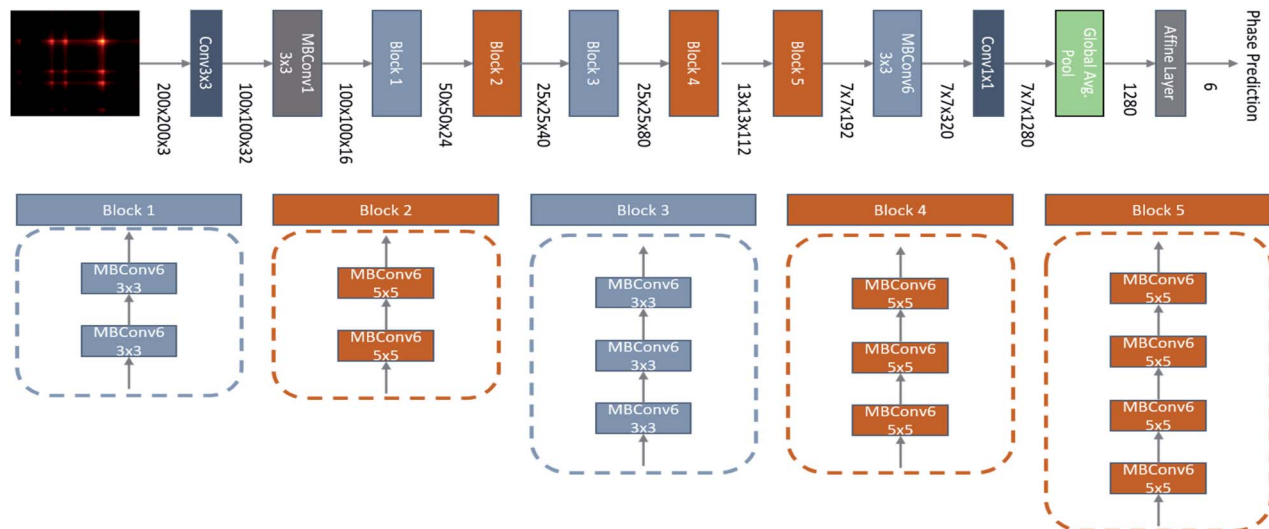 200x200x3
Conv3x3
100x100x32
MBConv1
3x3
100x100x16
Block 1
50x50x24
Block 2
25x25x40
Block 3
25x25x80
Block 4
13x13x112
Block 5
7x7x192
MBConv6
3x3
7x7x320
Conv1x1
7x7x1280
Global Avg.
Pool
1280
Affine Layer
6
Phase Prediction
Block 1
MBConv6
3x3
MBConv6
3x3
Block 2
MBConv6
5x5
MBConv6
5x5
Block 3
MBConv6
3x3
MBConv6
3x3
MBConv6
3x3
Block 4
MBConv6
5x5
MBConv6
5x5
MBConv6
5x5
Block 5
MBConv6
5x5
MBConv6
5x5
MBConv6
5x5
MBConv6
5x5